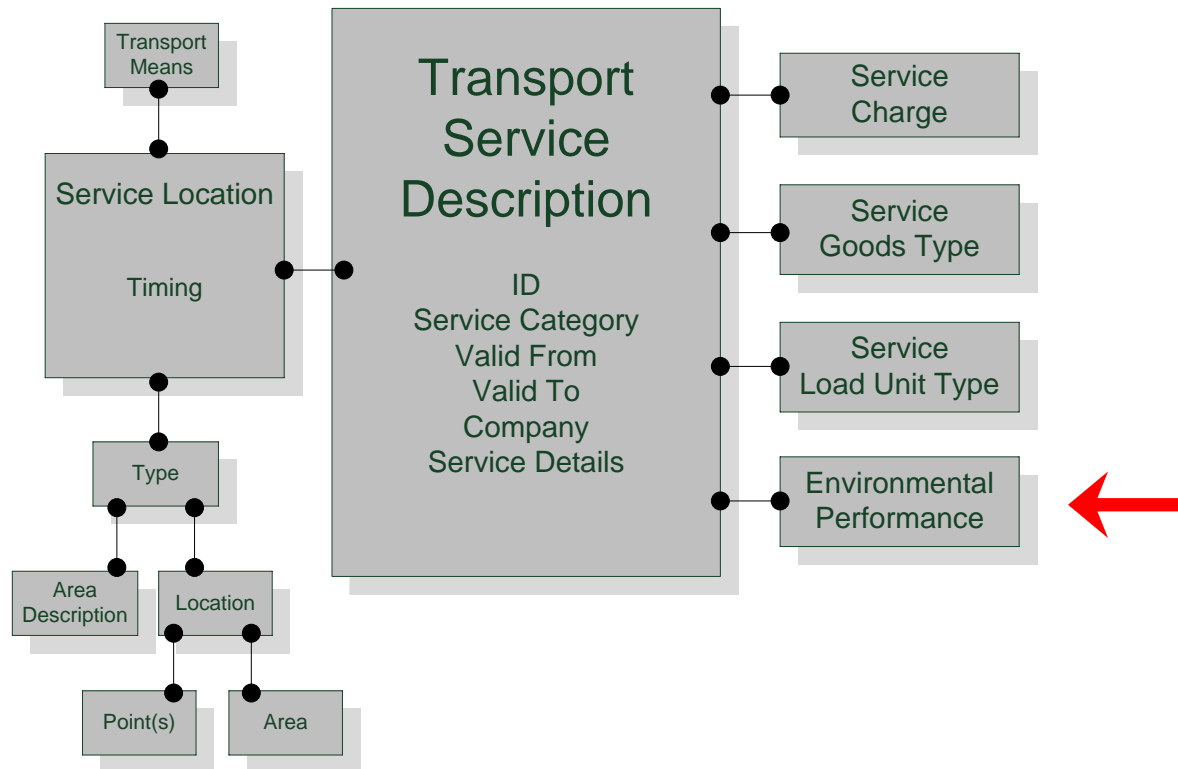 Transport
Means
Service Location
Timing
Type
Area
Description
Location
Point(s)
Area
Transport
Service
Description
ID
Service Category
Valid From
Valid To
Company
Service Details
Service
Charge
Service
Goods Type
Service
Load Unit Type
Environmental
Performance